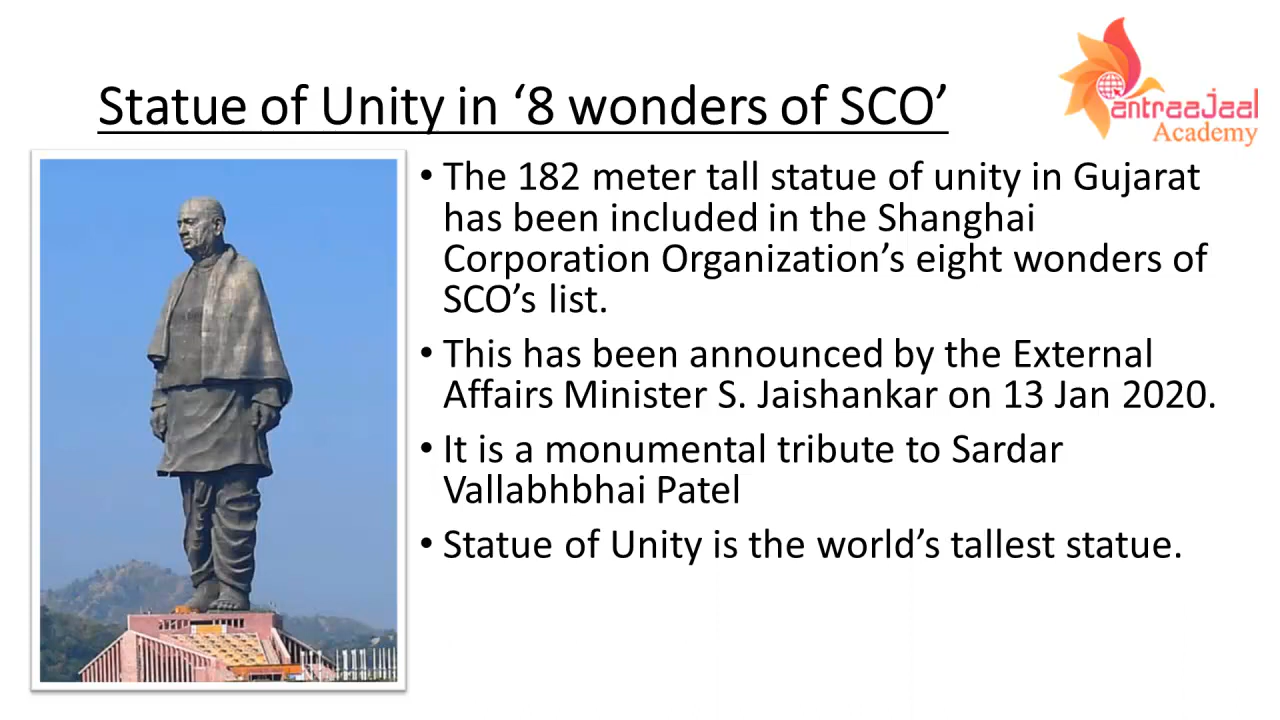 Statue of Unity in ‘8 wonders of SCO’
antraajaal
Academy
• The 182 meter tall statue of unity in Gujarat
has been included in the Shanghai
Corporation Organization’s eight wonders of
SCO’s list.
• This has been announced by the External
Affairs Minister S. Jaishankar on 13 Jan 2020.
• It is a monumental tribute to Sardar
Vallabhbhai Patel
• Statue of Unity is the world’s tallest statue.